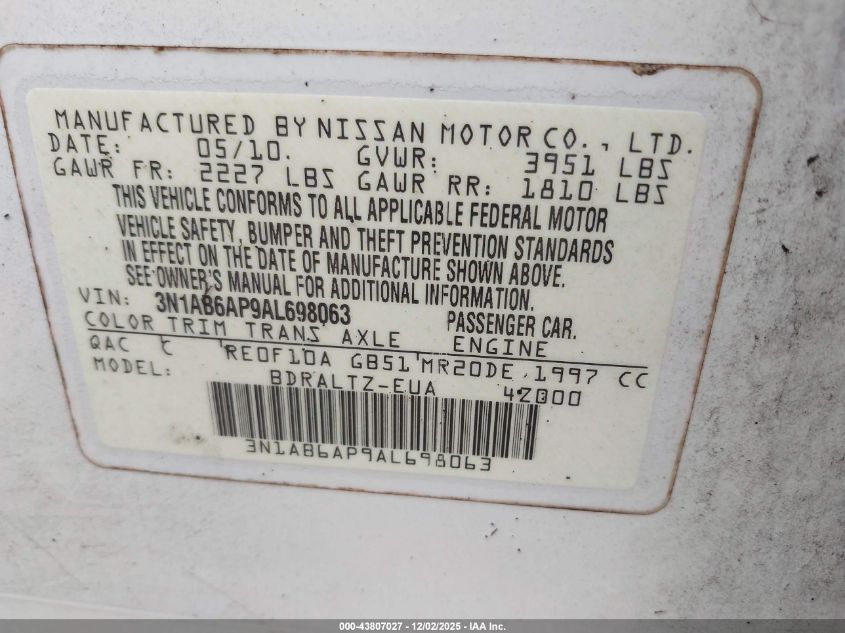 MANUFACTURED BY NISSAN MOTOR CO., LTD.
DATE: 05/10. GVWR: 3951 LBS
GAWR FR: 2227 LBS GAWR RR: 1810 LBS
THIS VEHICLE CONFORMS TO ALL APPLICABLE FEDERAL MOTOR
VEHICLE SAFETY, BUMPER AND THEFT PREVENTION STANDARDS
IN EFFECT ON THE DATE OF MANUFACTURE SHOWN ABOVE.
SEE OWNER'S MANUAL FOR ADDITIONAL INFORMATION.
VIN: 3N1AB6AP9AL698063 PASSENGER CAR.
COLOR TRIM TRANS AXLE ENGINE
QAC C RE0F10A GB51 MR20DE 1997 CC
MODEL: BDRALTZ-EUA 42000
3N1AB6AP9AL698063
000-43807027 - 12/02/2025 - IAA Inc.